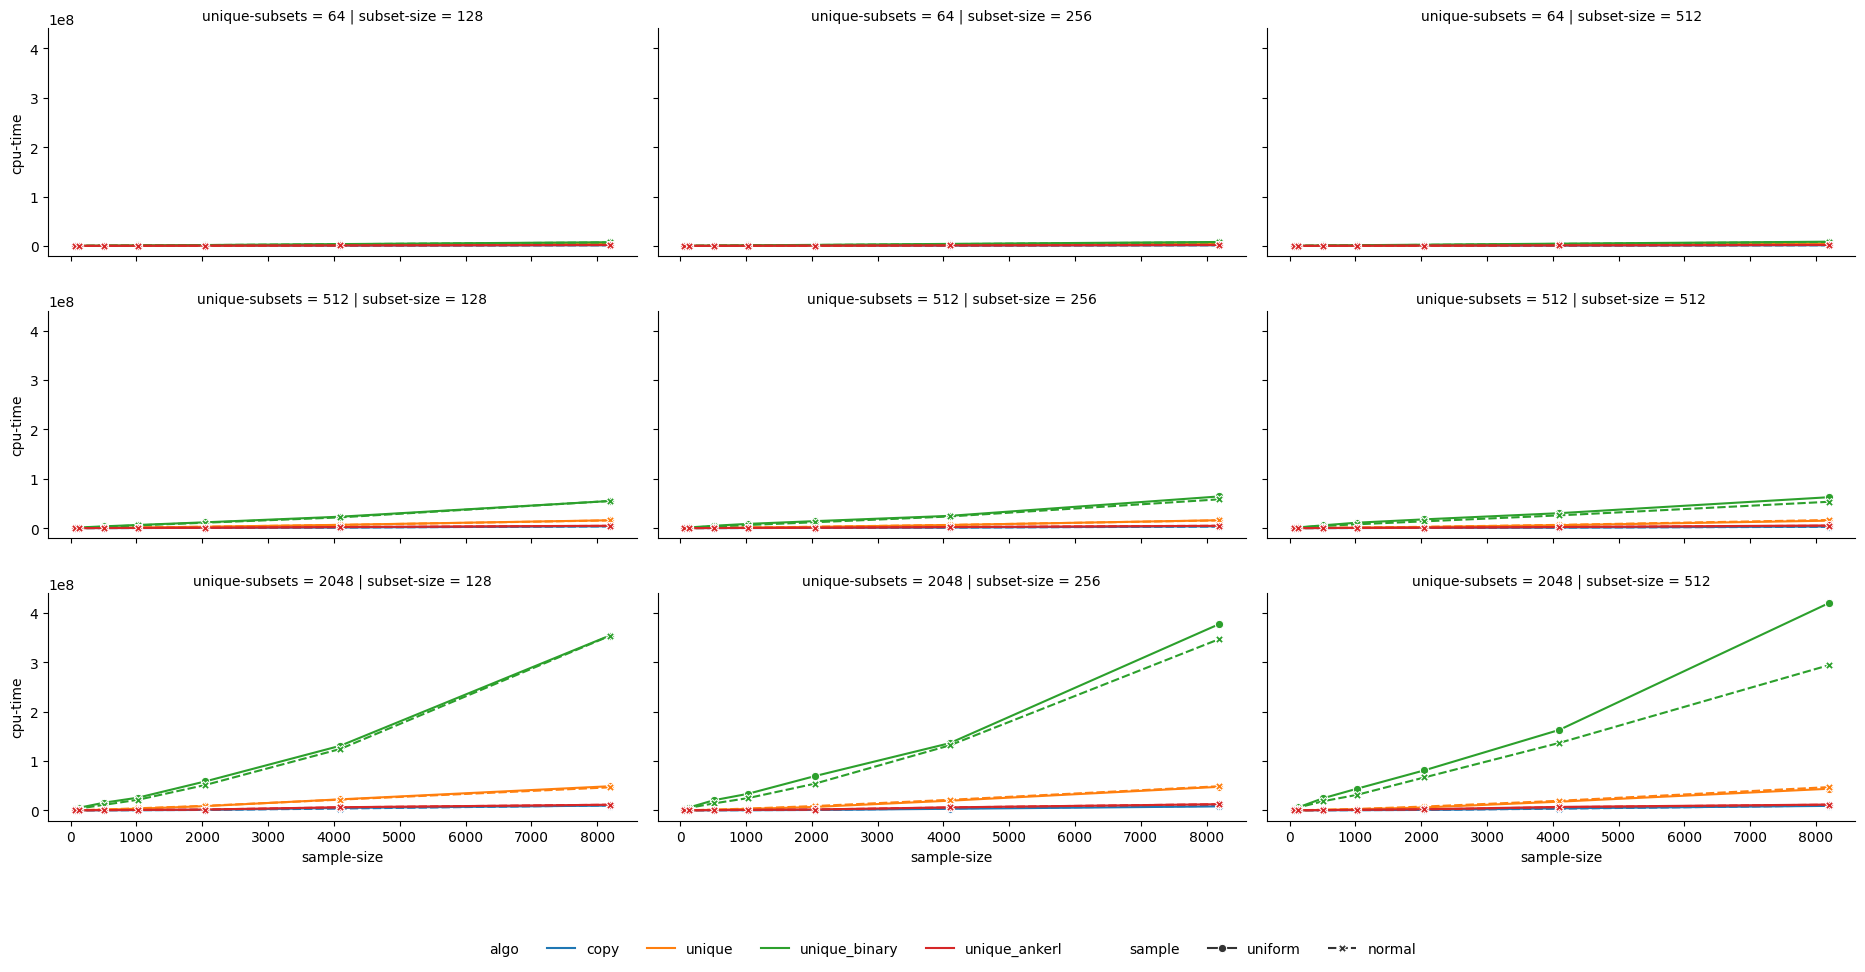 unique-subsets = 64 | subset-size = 128
unique-subsets = 64 | subset-size = 256
unique-subsets = 64 | subset-size = 512
1e8
4
3
2
1
0
cpu-time
unique-subsets = 512 | subset-size = 128
unique-subsets = 512 | subset-size = 256
unique-subsets = 512 | subset-size = 512
1e8
4
3
2
1
0
cpu-time
unique-subsets = 2048 | subset-size = 128
unique-subsets = 2048 | subset-size = 256
unique-subsets = 2048 | subset-size = 512
1e8
4
3
2
1
0
cpu-time
0 1000 2000 3000 4000 5000 6000 7000 8000
0 1000 2000 3000 4000 5000 6000 7000 8000
0 1000 2000 3000 4000 5000 6000 7000 8000
sample-size
sample-size
sample-size
algo copy unique unique_binary unique_ankerl sample uniform normal